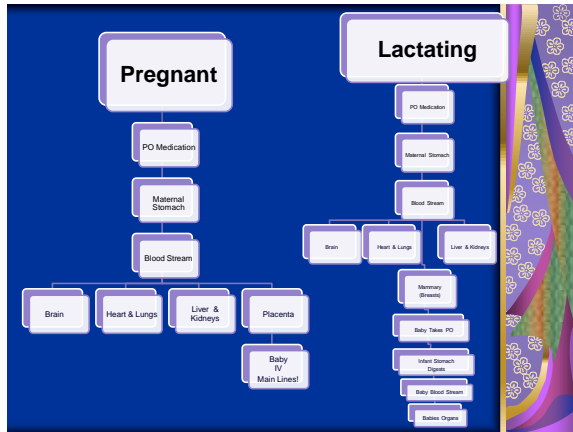 Pregnant
PO Medication
Maternal
Stomach
Blood Stream
Brain
Heart & Lungs
Liver &
Kidneys
Placenta
Baby
IV
Main Lines!
Lactating
PO Medication
Maternal Stomach
Blood Stream
Brain
Heart & Lungs
Liver & Kidneys
Mammary
(Breasts)
Baby Takes PO
Infant Stomach
Digests
Baby Blood Stream
Babies Organs